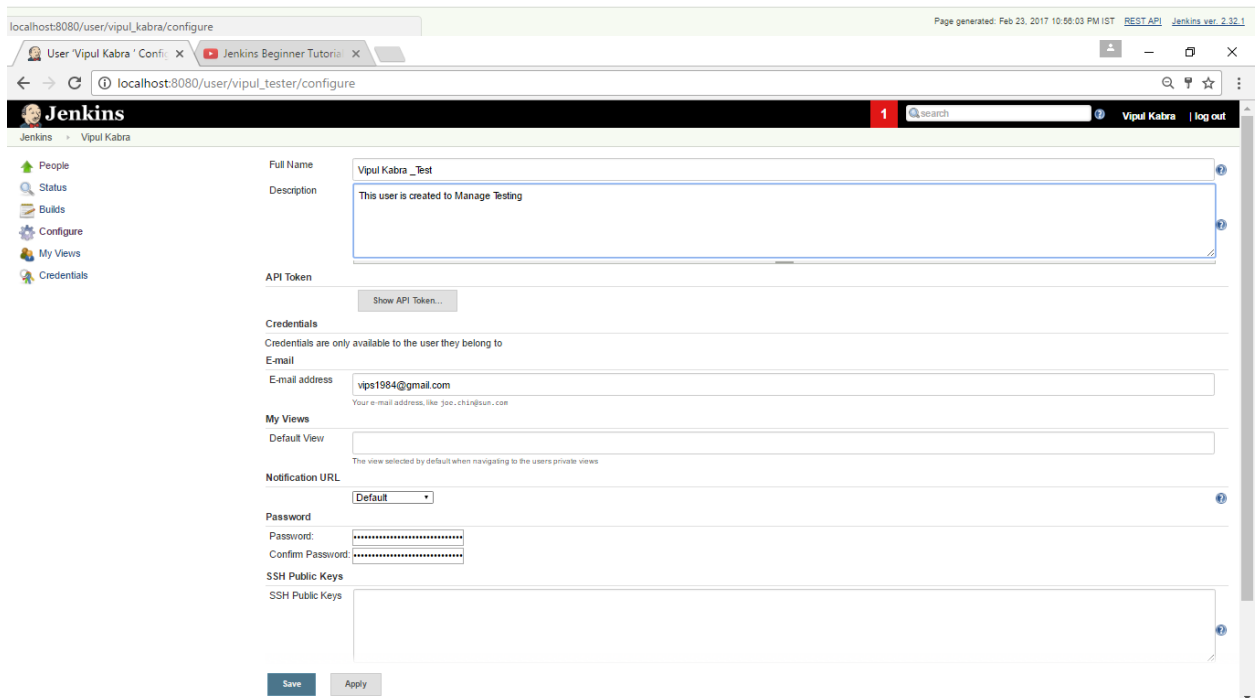 localhost:8080/user/vipul_kabra/configure
Page generated: Feb 23, 2017 10:56:03 PM IST REST API Jenkins ver. 2.32.1
User 'Vipul Kabra ' Config
Jenkins Beginner Tutorial
localhost:8080/user/vipul_tester/configure
Jenkins
1
search
Vipul Kabra | log out
Jenkins Vipul Kabra
People
Status
Builds
Configure
My Views
Credentials
Full Name
Vipul Kabra _Test
Description
This user is created to Manage Testing
API Token
Show API Token...
Credentials
Credentials are only available to the user they belong to
E-mail
E-mail address
vips1984@gmail.com
Your e-mail address, like joe.chin@sun.com
My Views
Default View
The view selected by default when navigating to the users private views
Notification URL
Default
Password
Password:
Confirm Password:
SSH Public Keys
SSH Public Keys
Save Apply